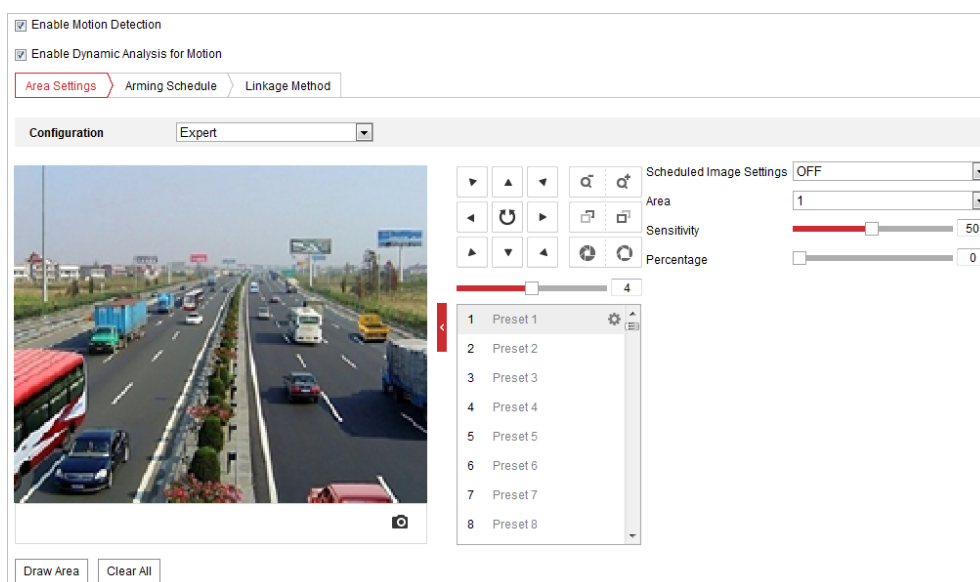 Enable Motion Detection
Enable Dynamic Analysis for Motion
Area Settings Arming Schedule Linkage Method
Configuration Expert
Scheduled Image Settings OFF
Area 1
Sensitivity 50
Percentage 0
4
1 Preset 1
2 Preset 2
3 Preset 3
4 Preset 4
5 Preset 5
6 Preset 6
7 Preset 7
8 Preset 8
Draw Area Clear All